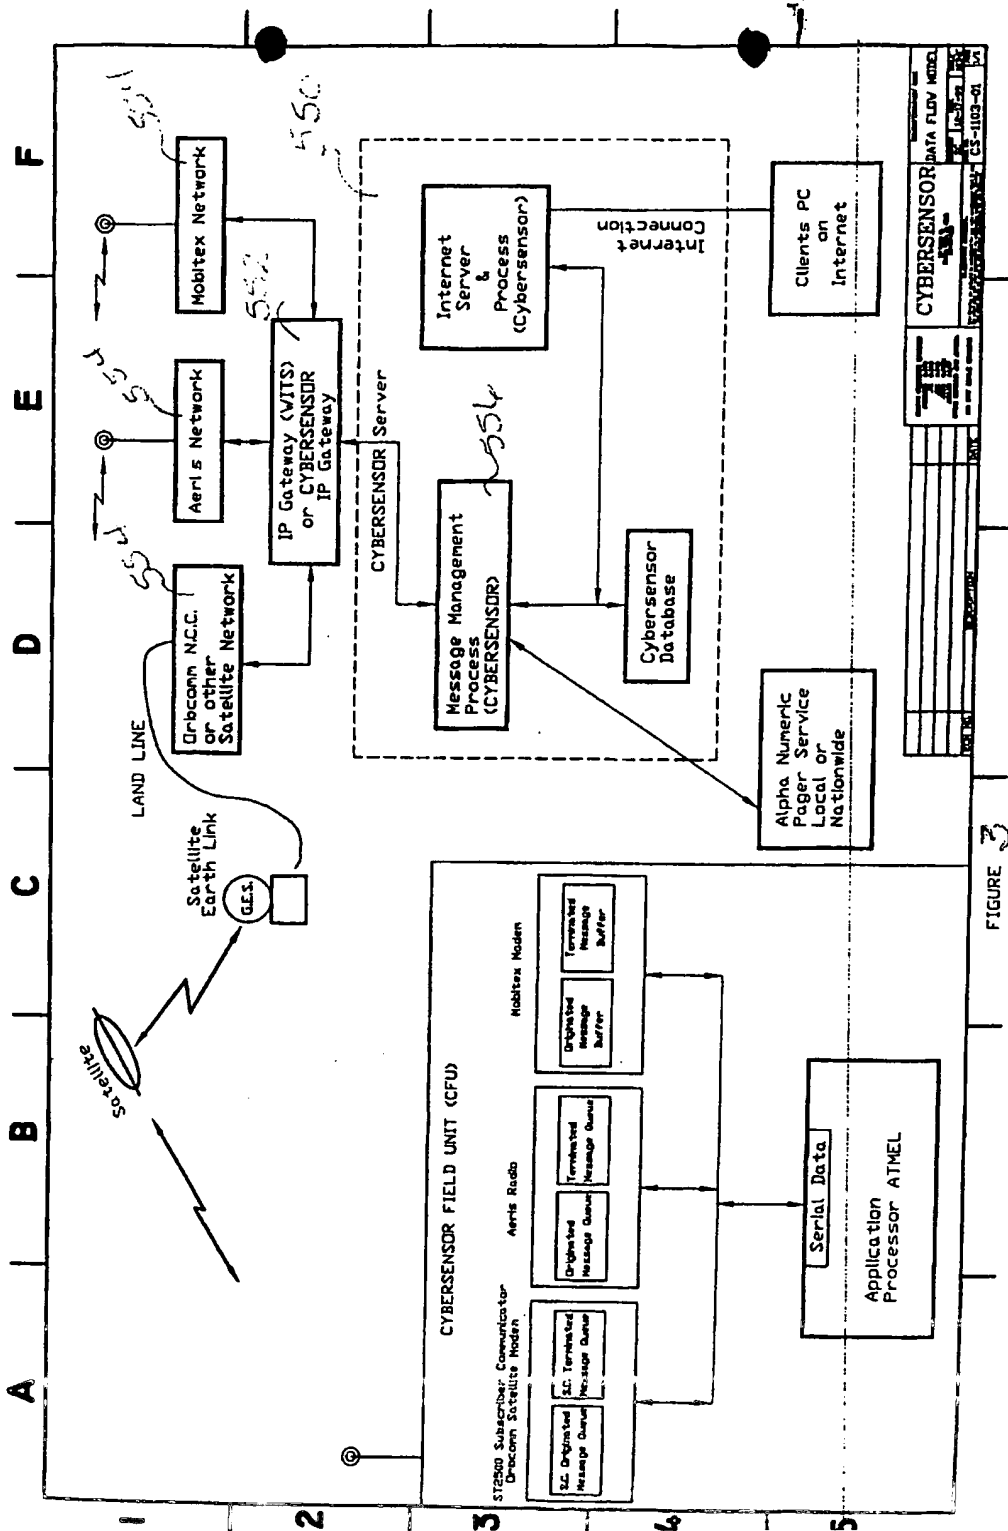 A
B
C
D
E
F
1
2
3
5
Satellite
Satellite
Earth Link
G.E.S.
LAND LINE
Orbcomm N.C.C.
or other
Satellite Network
Aeris Network
Mobitex Network
554
554
554
IP Gateway (WITS)
or CYBERSENSOR
IP Gateway
552
550
CYBERSENSOR Server
Message Management
Process
(CYBERSENSOR)
556
Internet
Server
&
Process
(Cybersensor)
Cybersensor
Database
Internet
Connection
Clients PC
on
Internet
Alpha Numeric
Pager Service
Local or
Nationwide
CYBERSENSOR FIELD UNIT (CFU)
ST2500 Subscriber Communicator
Orbcomm Satellite Modem
S.C. Originated
Message Queue
S.C. Terminated
Message Queue
Aeris Radio
Originated
Message Queue
Terminated
Message Queue
Mobitex Modem
Originated
Message
Buffer
Terminated
Message
Buffer
Serial Data
Application
Processor ATMEL
CYBERSENSOR
DATA FLOW MODEL
CS-1103-01
DESCRIPTION
DATE
FIGURE 3